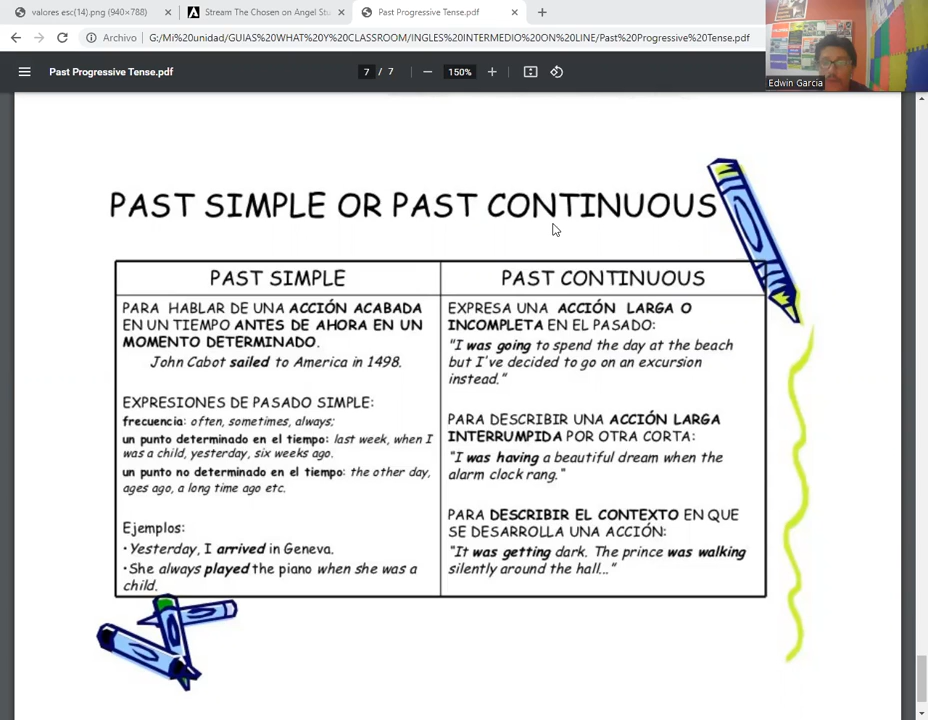 valores esc(14).png (940×788)
Stream The Chosen on Angel Stu
Past Progressive Tense.pdf
Archivo
G:/Mi%20unidad/GUIAS%20WHAT%20Y%20CLASSROOM/INGLES%20INTERMEDIO%20ON%20LINE/Past%20Progressive%20Tense.pdf
Edwin Garcia
Past Progressive Tense.pdf
7 / 7
150%
PAST SIMPLE OR PAST CONTINUOUS
PAST SIMPLE
PARA HABLAR DE UNA ACCIÓN ACABADA
EN UN TIEMPO ANTES DE AHORA EN UN
MOMENTO DETERMINADO.
John Cabot sailed to America in 1498.
EXPRESIONES DE PASADO SIMPLE:
frecuencia: often, sometimes, always;
un punto determinado en el tiempo: last week, when I
was a child, yesterday, six weeks ago.
un punto no determinado en el tiempo: the other day,
ages ago, a long time ago etc.
Ejemplos:
•Yesterday, I arrived in Geneva.
•She always played the piano when she was a
child.
PAST CONTINUOUS
EXPRESA UNA ACCIÓN LARGA O
INCOMPLETA EN EL PASADO:
"I was going to spend the day at the beach
but I've decided to go on an excursion
instead."
PARA DESCRIBIR UNA ACCIÓN LARGA
INTERRUMPIDA POR OTRA CORTA:
"I was having a beautiful dream when the
alarm clock rang."
PARA DESCRIBIR EL CONTEXTO EN QUE
SE DESARROLLA UNA ACCIÓN:
"It was getting dark. The prince was walking
silently around the hall..."